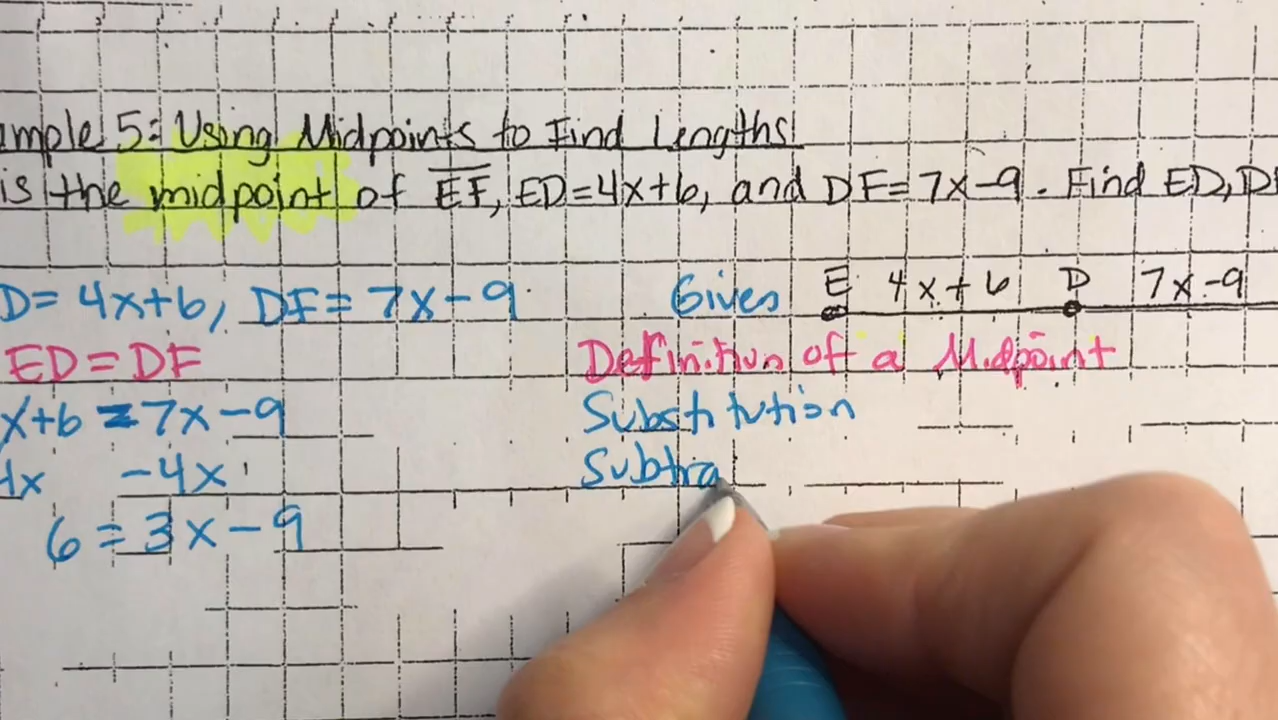 ample 5: Using Midpoints to Find Lengths
is the midpoint of EF, ED=4x+6, and DF=7x-9. Find ED, DF
D=4x+6, DF=7x-9 Gives E 4x+6 D 7x-9
ED=DF Definition of a Midpoint
x+6=7x-9 Substitution
4x -4x Subtra
6=3x-9